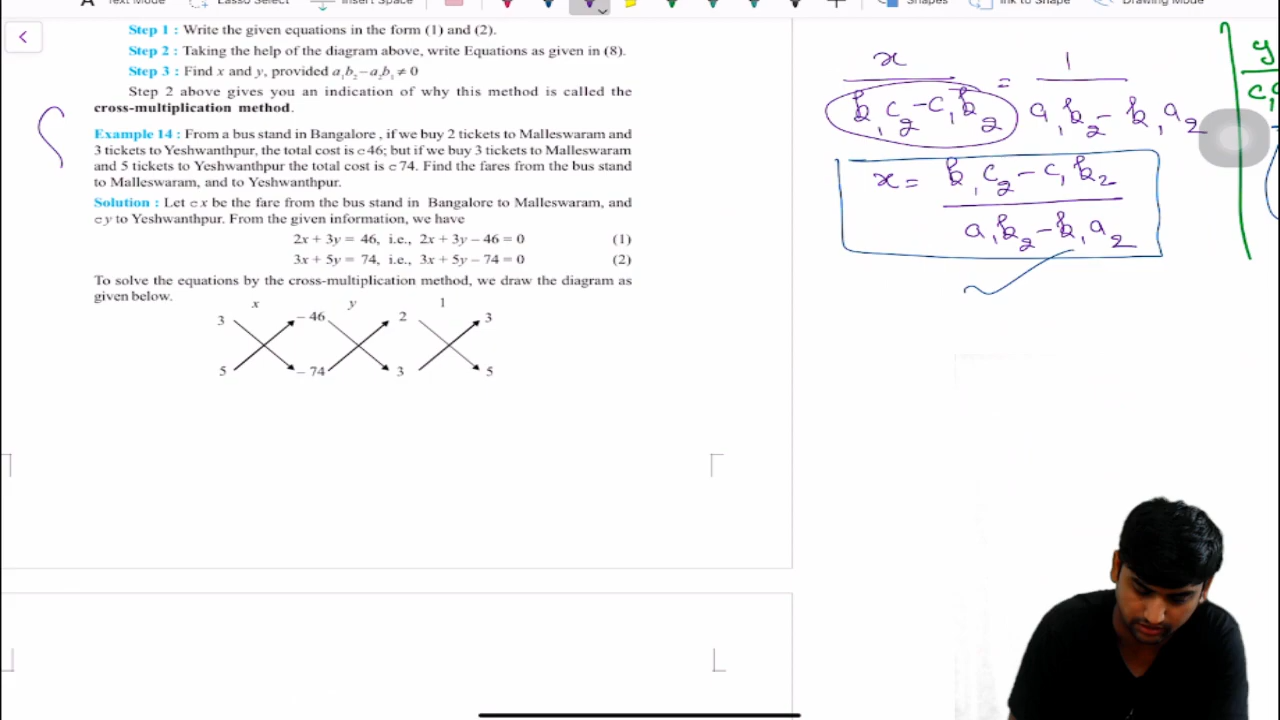 Text Mode Lasso Select Insert Space Shapes Ink to Shape Drawing Mode
Step 1 : Write the given equations in the form (1) and (2).
Step 2 : Taking the help of the diagram above, write Equations as given in (8).
Step 3 : Find x and y, provided a₁b₂ – a₂b₁ ≠ 0
Step 2 above gives you an indication of why this method is called the
cross-multiplication method.
Example 14 : From a bus stand in Bangalore , if we buy 2 tickets to Malleswaram and
3 tickets to Yeshwanthpur, the total cost is ₹ 46; but if we buy 3 tickets to Malleswaram
and 5 tickets to Yeshwanthpur the total cost is ₹ 74. Find the fares from the bus stand
to Malleswaram, and to Yeshwanthpur.
Solution : Let ₹ x be the fare from the bus stand in Bangalore to Malleswaram, and
₹ y to Yeshwanthpur. From the given information, we have
2x + 3y = 46, i.e., 2x + 3y – 46 = 0 (1)
3x + 5y = 74, i.e., 3x + 5y – 74 = 0 (2)
To solve the equations by the cross-multiplication method, we draw the diagram as
given below.
x y 1
3 – 46 2 3
5 – 74 3 5
x / (b₁c₂ – c₁b₂) = 1 / (a₁b₂ – b₁a₂)
x = (b₁c₂ – c₁b₂) / (a₁b₂ – b₁a₂)
y